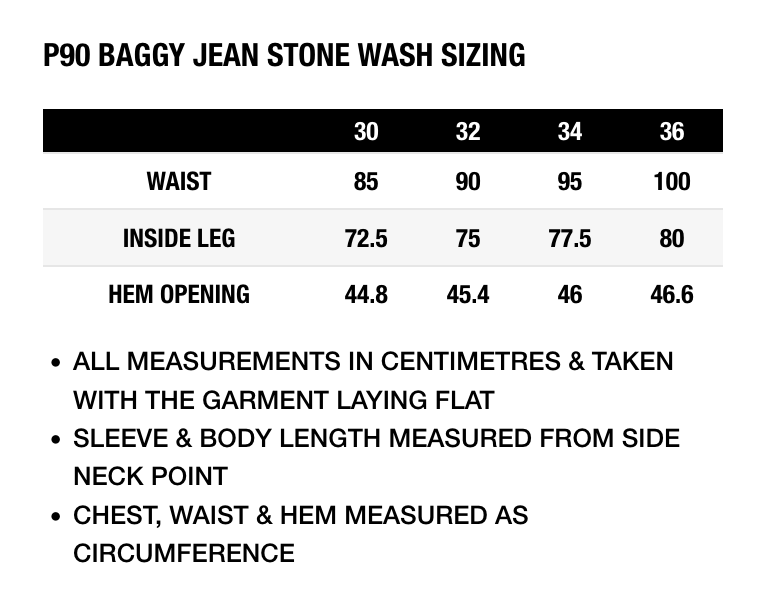 P90 BAGGY JEAN STONE WASH SIZING
30 32 34 36
WAIST 85 90 95 100
INSIDE LEG 72.5 75 77.5 80
HEM OPENING 44.8 45.4 46 46.6
• ALL MEASUREMENTS IN CENTIMETRES & TAKEN
WITH THE GARMENT LAYING FLAT
• SLEEVE & BODY LENGTH MEASURED FROM SIDE
NECK POINT
• CHEST, WAIST & HEM MEASURED AS
CIRCUMFERENCE